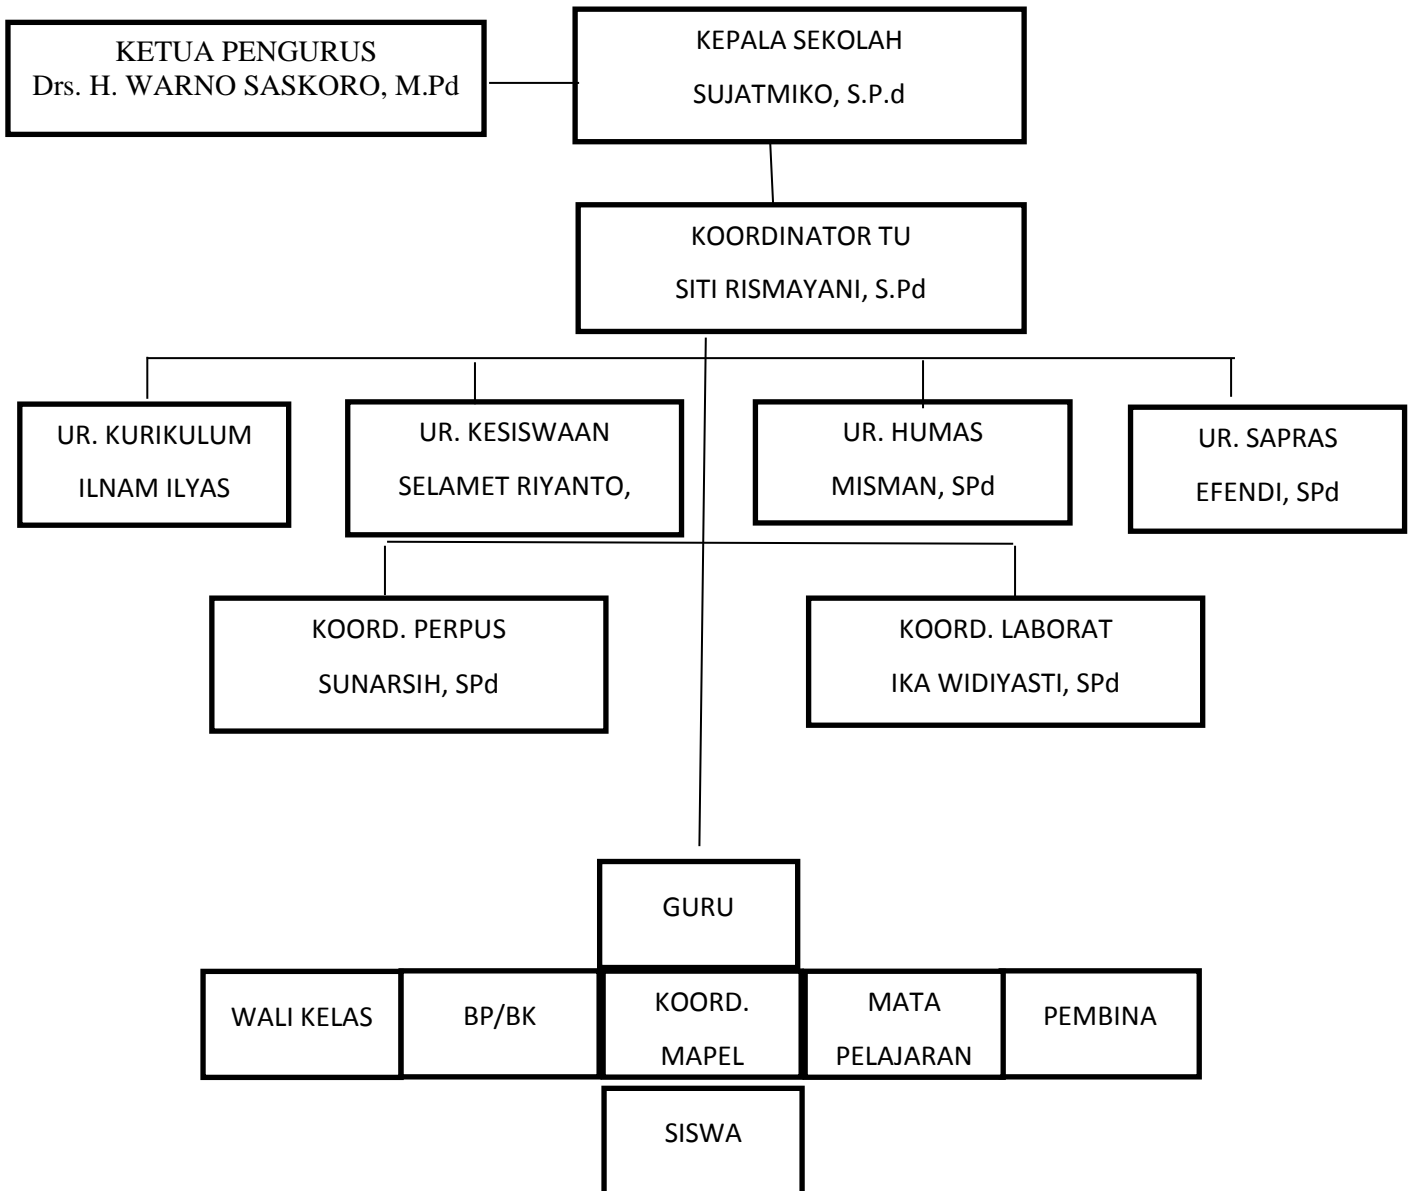 KETUA PENGURUS
Drs. H. WARNO SASKORO, M.Pd
KEPALA SEKOLAH
SUJATMIKO, S.P.d
KOORDINATOR TU
SITI RISMAYANI, S.Pd
UR. KURIKULUM
ILNAM ILYAS
UR. KESISWAAN
SELAMET RIYANTO,
UR. HUMAS
MISMAN, SPd
UR. SAPRAS
EFENDI, SPd
KOORD. PERPUS
SUNARSIH, SPd
KOORD. LABORAT
IKA WIDIYASTI, SPd
GURU
WALI KELAS
BP/BK
KOORD.
MAPEL
MATA
PELAJARAN
PEMBINA
SISWA